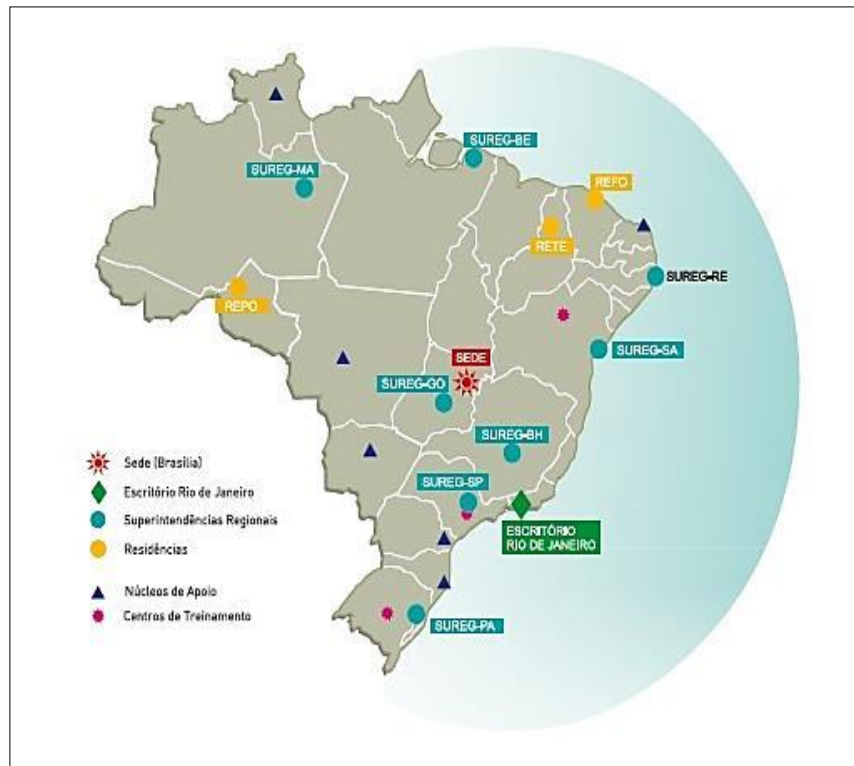 SUREG-BE
SUREG-MA
REFO
RETE
SUREG-RE
REPO
SUREG-SA
SEDE
SUREG-GO
SUREG-BH
SUREG-SP
ESCRITÓRIO
RIO DE JANEIRO
SUREG-PA
Sede (Brasília)
Escritório Rio de Janeiro
Superintendências Regionais
Residências
Núcleos de Apoio
Centros de Treinamento